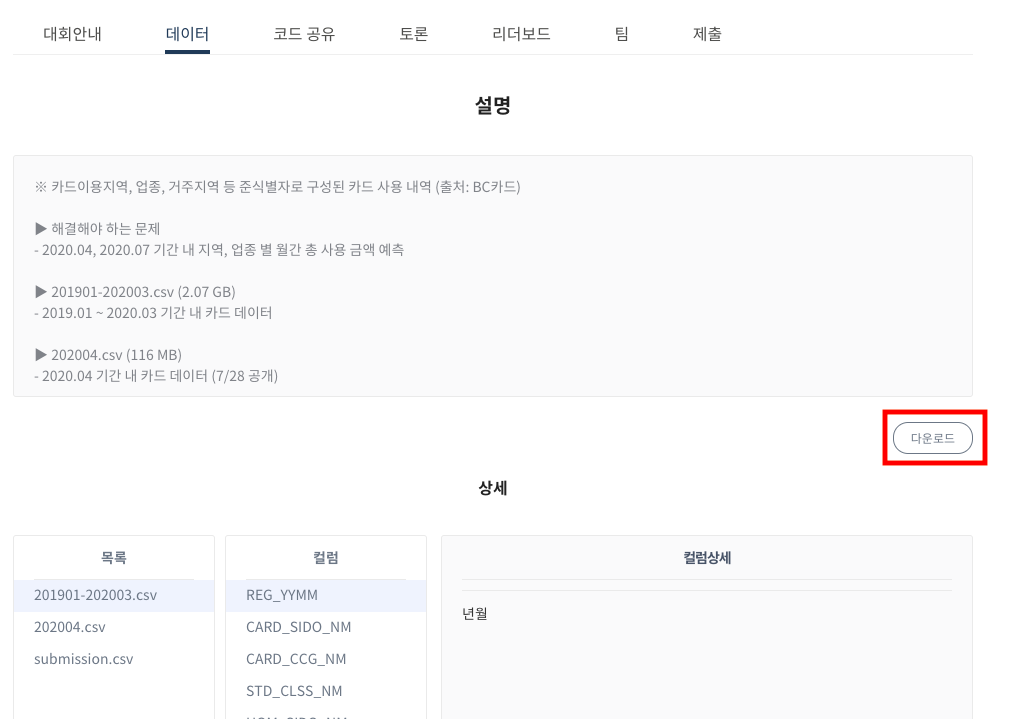 대회안내 데이터 코드 공유 토론 리더보드 팀 제출
설명
※ 카드이용지역, 업종, 거주지역 등 준식별자로 구성된 카드 사용 내역 (출처: BC카드)
▶ 해결해야 하는 문제
- 2020.04, 2020.07 기간 내 지역, 업종 별 월간 총 사용 금액 예측
▶ 201901-202003.csv (2.07 GB)
- 2019.01 ~ 2020.03 기간 내 카드 데이터
▶ 202004.csv (116 MB)
- 2020.04 기간 내 카드 데이터 (7/28 공개)
다운로드
상세
목록
201901-202003.csv
202004.csv
submission.csv
컬럼
REG_YYMM
CARD_SIDO_NM
CARD_CCG_NM
STD_CLSS_NM
컬럼상세
년월